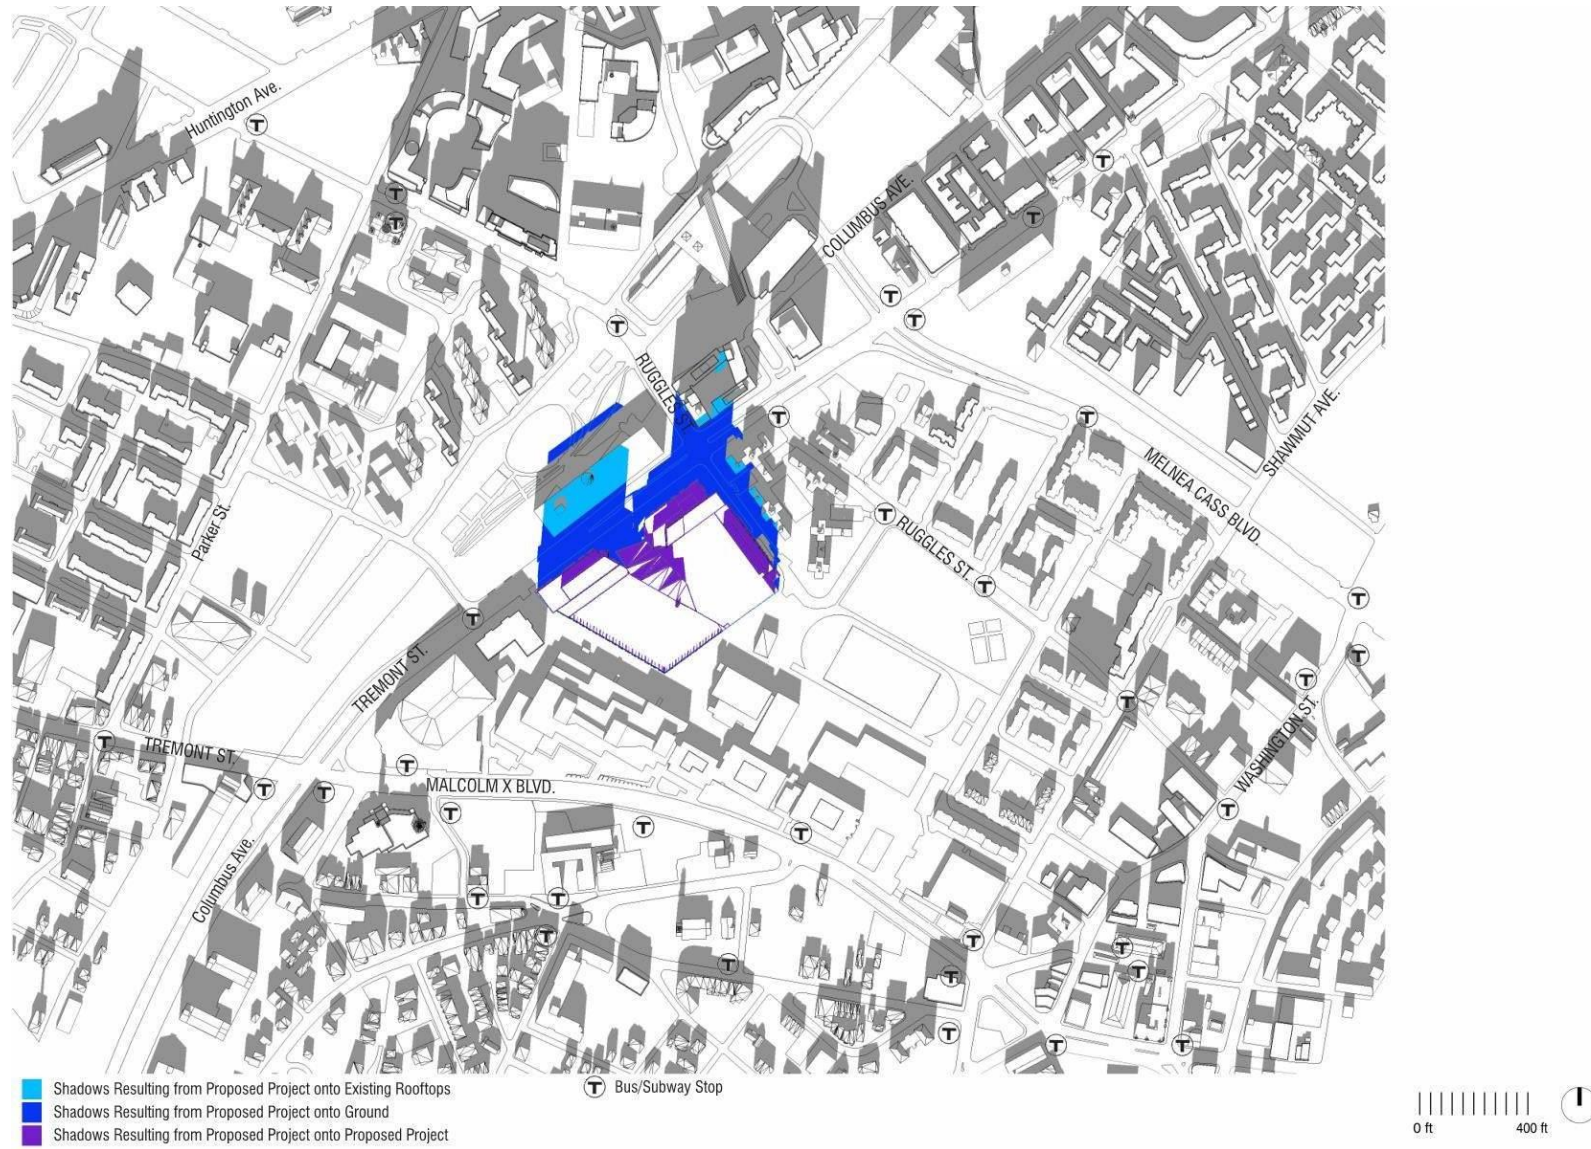 Huntington Ave.
T
T
COLUMBUS AVE.
T
T
T
T
T
T
RUGGLES ST.
T
T
SHAWMUT AVE.
MELNEA CASS BLVD.
Parker St.
T
RUGGLES ST.
T
T
T
TREMONT ST.
T
T
T
WASHINGTON ST.
T
TREMONT ST.
T
T
T
MALCOLM X BLVD.
T
T
T
T
Columbus Ave.
T
T
T
T
T
T
T
T
T
T
T
Shadows Resulting from Proposed Project onto Existing Rooftops
T Bus/Subway Stop
Shadows Resulting from Proposed Project onto Ground
Shadows Resulting from Proposed Project onto Proposed Project
0 ft 400 ft